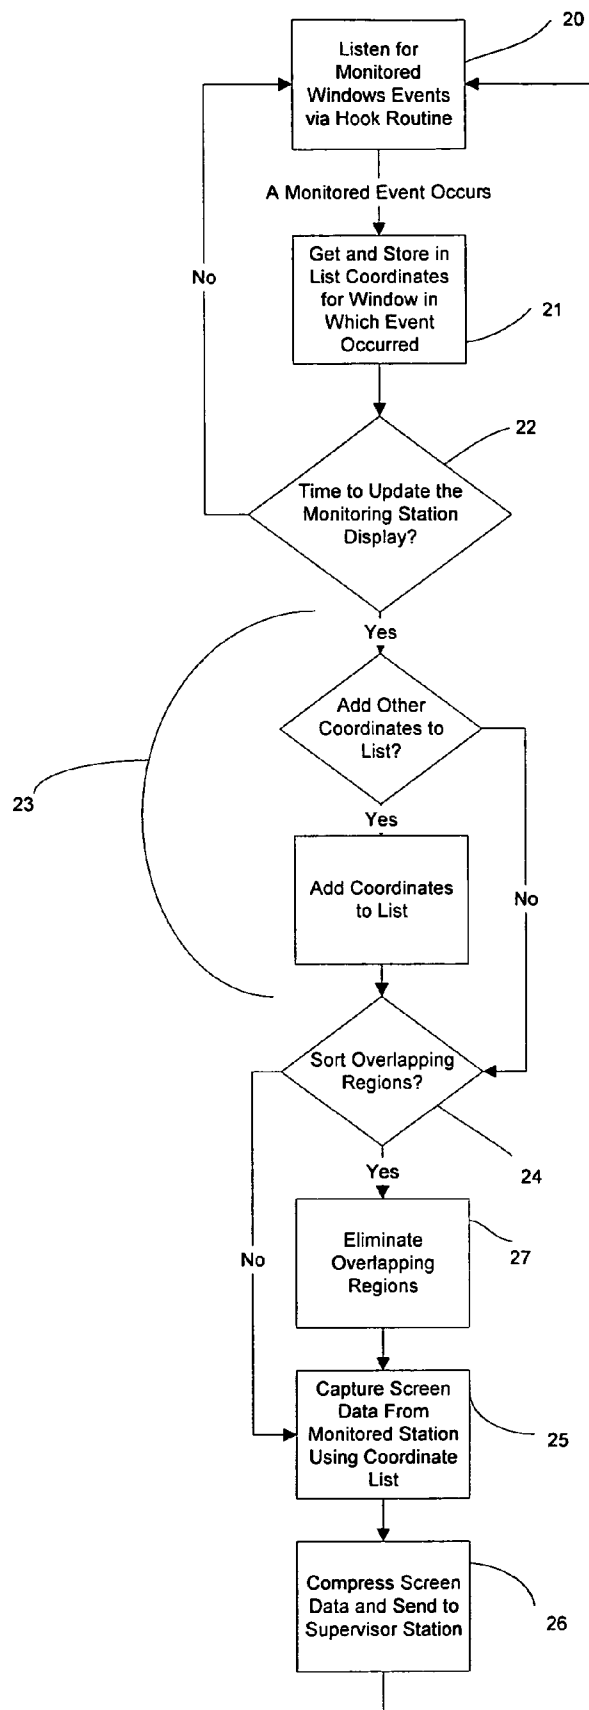 20
Listen for
Monitored
Windows Events
via Hook Routine
A Monitored Event Occurs
No
Get and Store in
List Coordinates
for Window in
Which Event
Occurred
21
22
Time to Update the
Monitoring Station
Display?
Yes
Add Other
Coordinates to
List?
23
Yes
Add Coordinates
to List
No
Sort Overlapping
Regions?
24
Yes
Eliminate
Overlapping
Regions
27
No
Capture Screen
Data From
Monitored Station
Using Coordinate
List
25
Compress Screen
Data and Send to
Supervisor Station
26